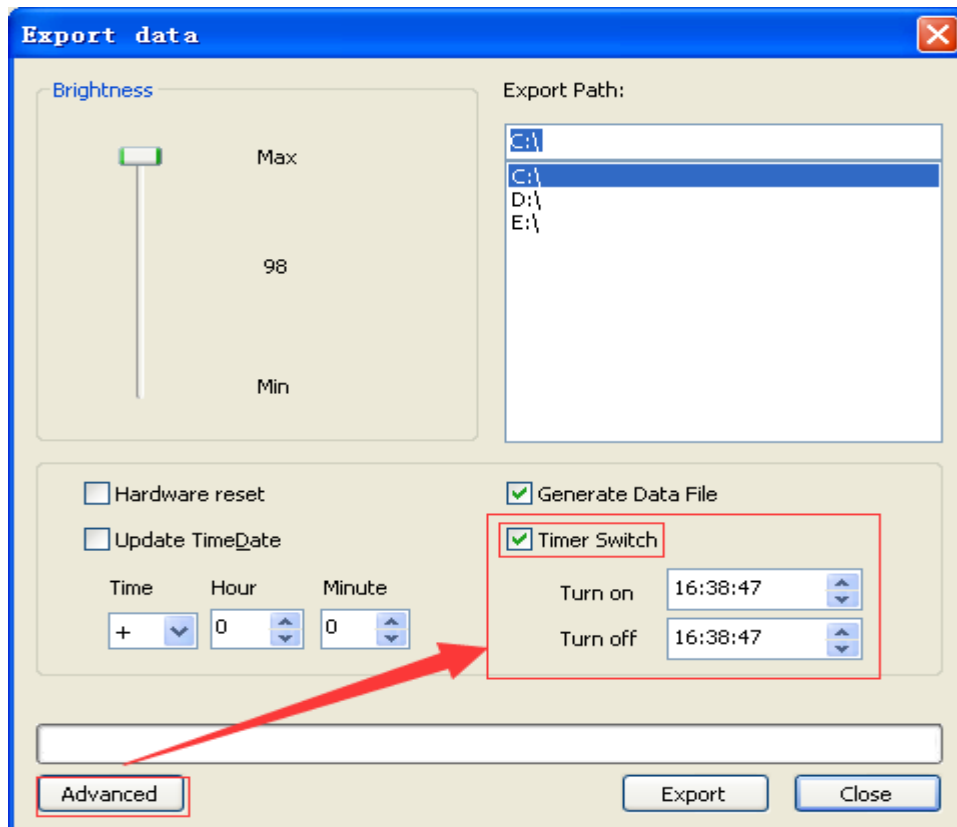 Export data
Brightness
Max
98
Min
Export Path:
C:\
C:\
D:\
E:\
Hardware reset
Update TimeDate
Time Hour Minute
+ 0 0
Generate Data File
Timer Switch
Turn on 16:38:47
Turn off 16:38:47
Advanced Export Close